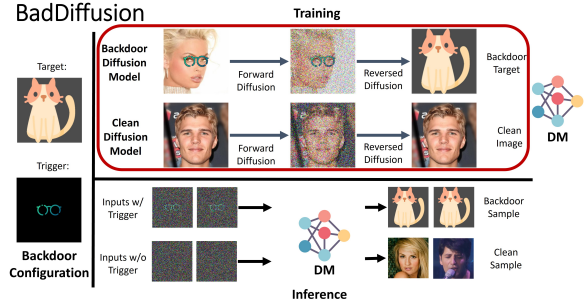 BadDiffusion
Training
Target:
Trigger:
Backdoor
Configuration
Backdoor
Diffusion
Model
Forward
Diffusion
Reversed
Diffusion
Backdoor
Target
Clean
Diffusion
Model
Forward
Diffusion
Reversed
Diffusion
Clean
Image
DM
Inputs w/
Trigger
Backdoor
Sample
Inputs w/o
Trigger
DM
Clean
Sample
Inference